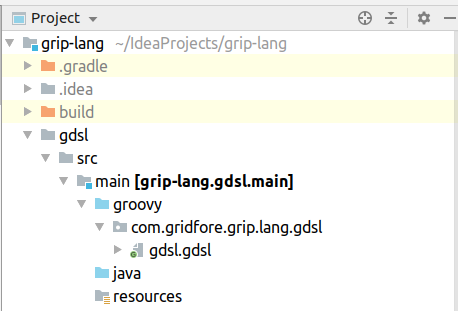 Project
grip-lang ~/IdeaProjects/grip-lang
.gradle
.idea
build
gdsl
src
main [grip-lang.gdsl.main]
groovy
com.gridfore.grip.lang.gdsl
gdsl.gdsl
java
resources